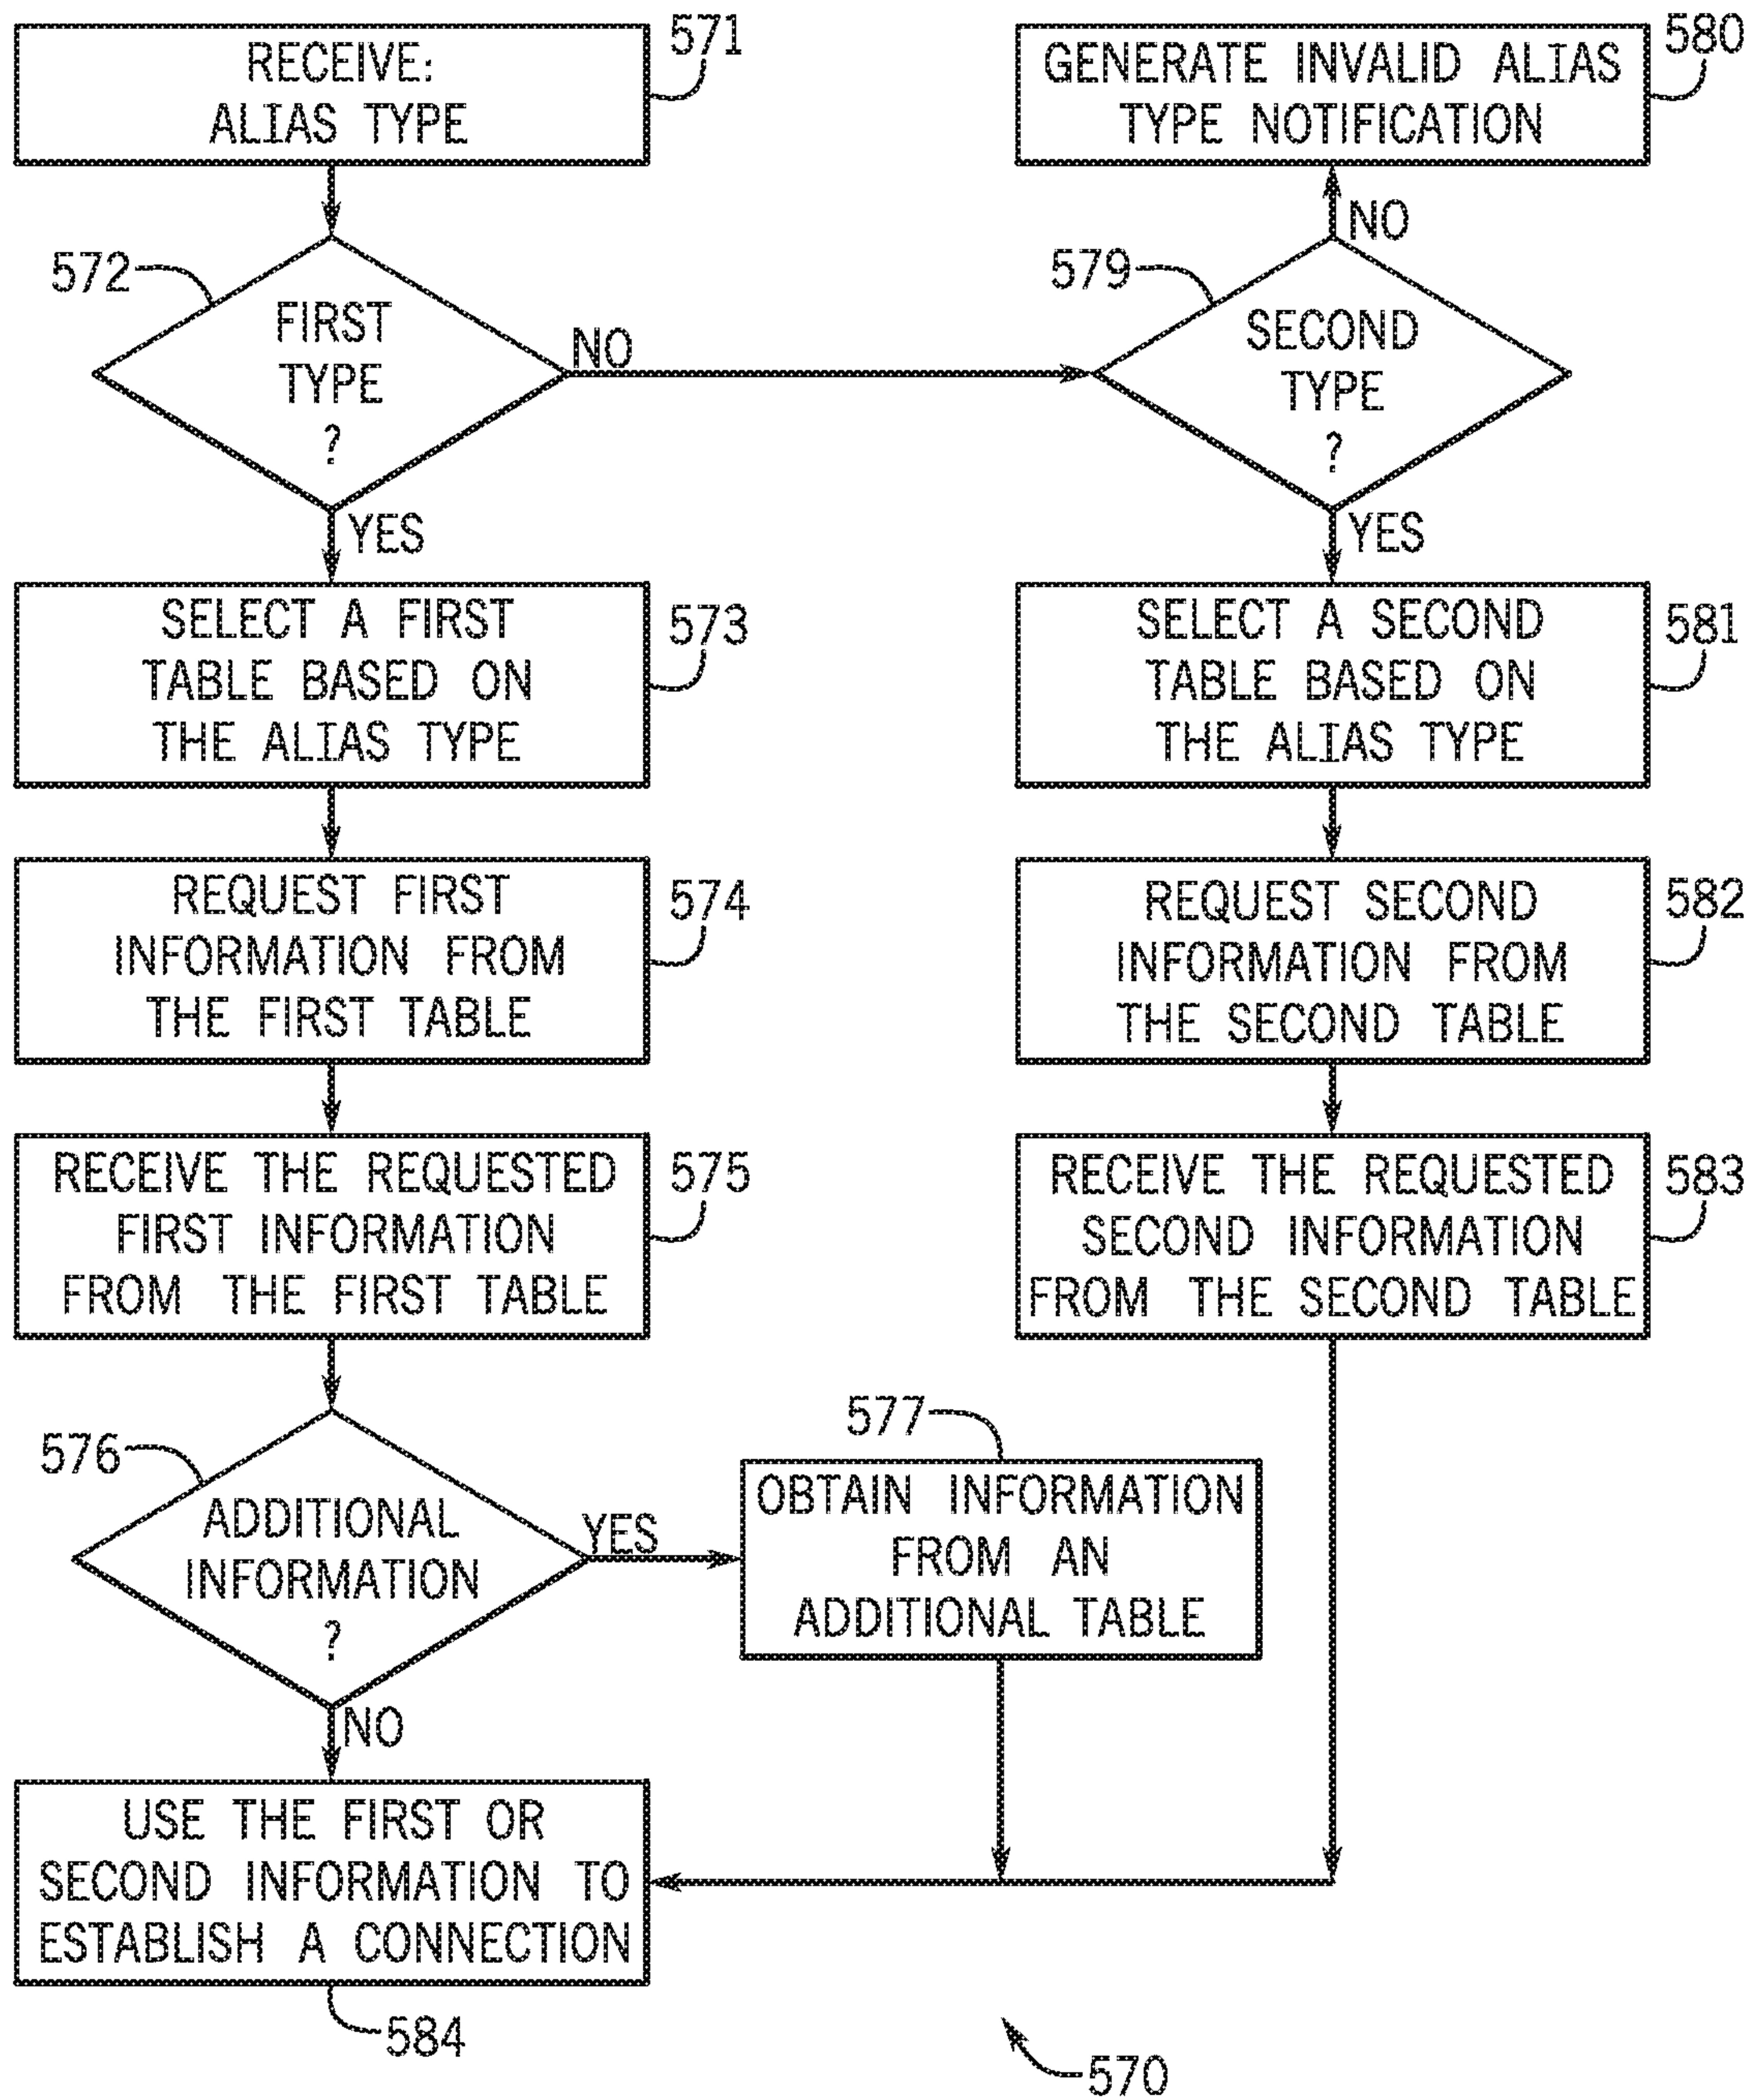 RECEIVE:
ALIAS TYPE
571
572
FIRST
TYPE
?
NO
YES
SELECT A FIRST
TABLE BASED ON
THE ALIAS TYPE
573
REQUEST FIRST
INFORMATION FROM
THE FIRST TABLE
574
RECEIVE THE REQUESTED
FIRST INFORMATION
FROM THE FIRST TABLE
575
576
ADDITIONAL
INFORMATION
?
YES
NO
577
OBTAIN INFORMATION
FROM AN
ADDITIONAL TABLE
GENERATE INVALID ALIAS
TYPE NOTIFICATION
580
NO
579
SECOND
TYPE
?
YES
SELECT A SECOND
TABLE BASED ON
THE ALIAS TYPE
581
REQUEST SECOND
INFORMATION FROM
THE SECOND TABLE
582
RECEIVE THE REQUESTED
SECOND INFORMATION
FROM THE SECOND TABLE
583
USE THE FIRST OR
SECOND INFORMATION TO
ESTABLISH A CONNECTION
584
570